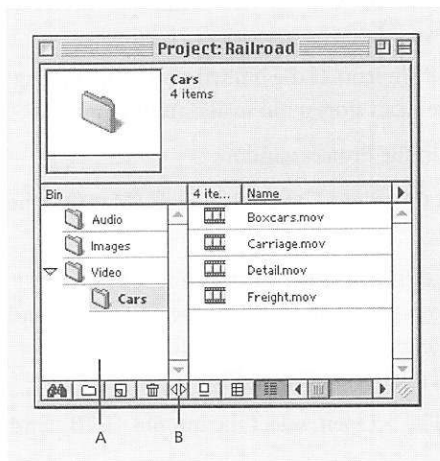 Project: Railroad
Cars
4 items
Bin
4 ite... Name
Audio
Images
Video
Cars
Boxcars.mov
Carriage.mov
Detail.mov
Freight.mov
A B